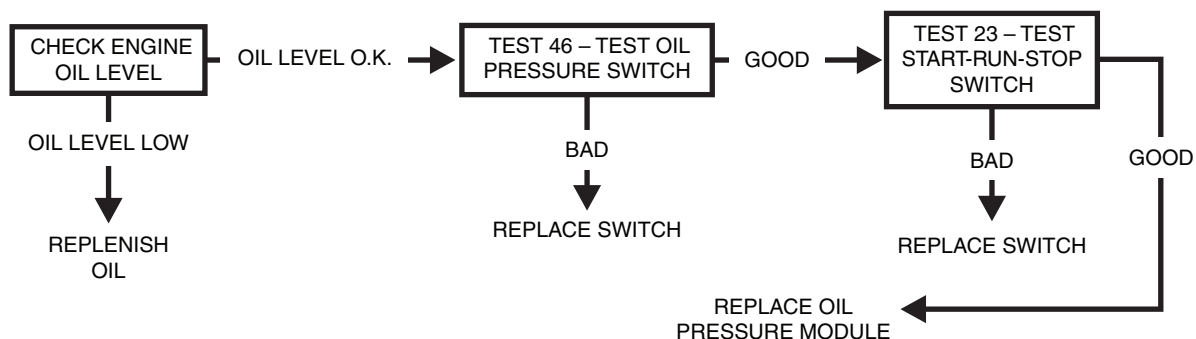 CHECK ENGINE
OIL LEVEL
OIL LEVEL O.K.
TEST 46 – TEST OIL
PRESSURE SWITCH
GOOD
TEST 23 – TEST
START-RUN-STOP
SWITCH
OIL LEVEL LOW
BAD
BAD
GOOD
REPLENISH
OIL
REPLACE SWITCH
REPLACE SWITCH
REPLACE OIL
PRESSURE MODULE